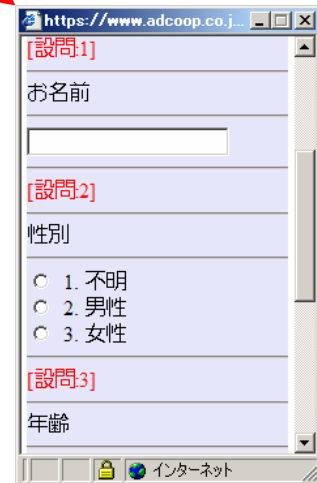 https://www.adcoop.co.j...
[設問:1]
お名前
[設問:2]
性別
1. 不明
2. 男性
3. 女性
[設問:3]
年齢
インターネット